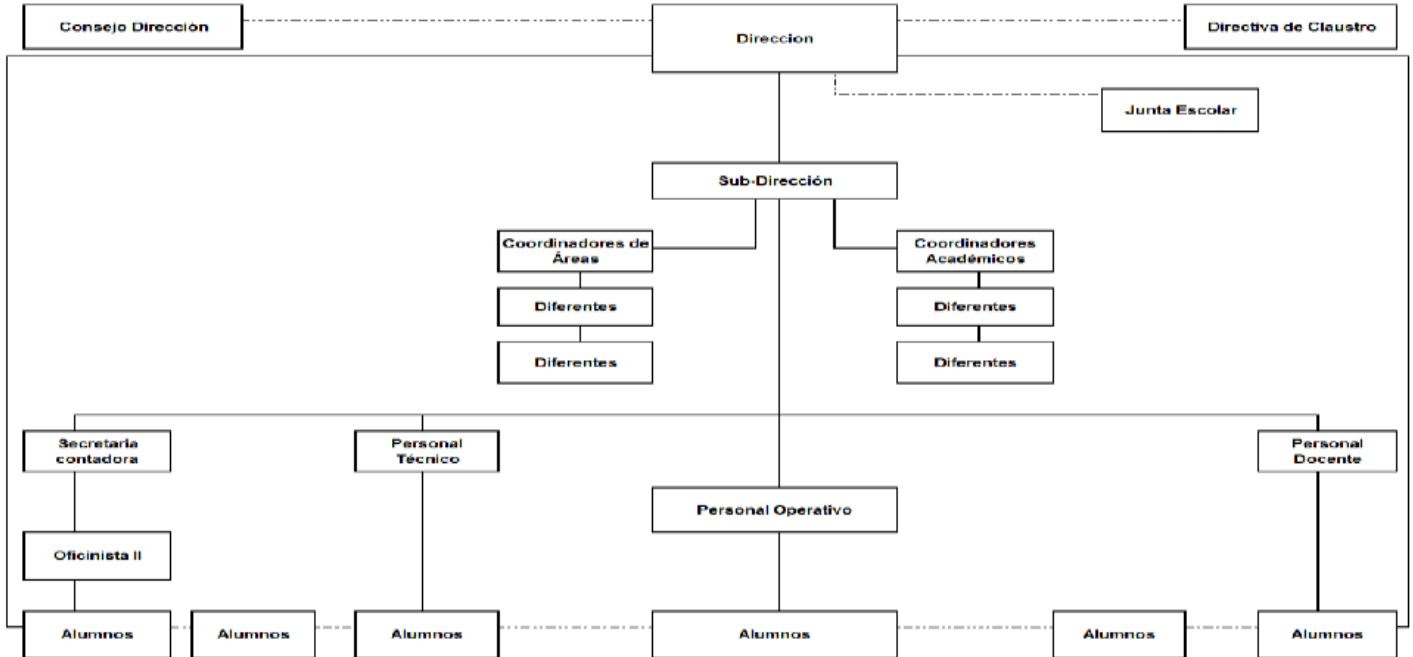 Consejo Dirección
Direccion
Directiva de Claustro
Junta Escolar
Sub-Dirección
Coordinadores de
Áreas
Coordinadores
Académicos
Diferentes
Diferentes
Diferentes
Diferentes
Secretaria
contadora
Personal
Técnico
Personal
Docente
Personal Operativo
Oficinista II
Alumnos
Alumnos
Alumnos
Alumnos
Alumnos
Alumnos